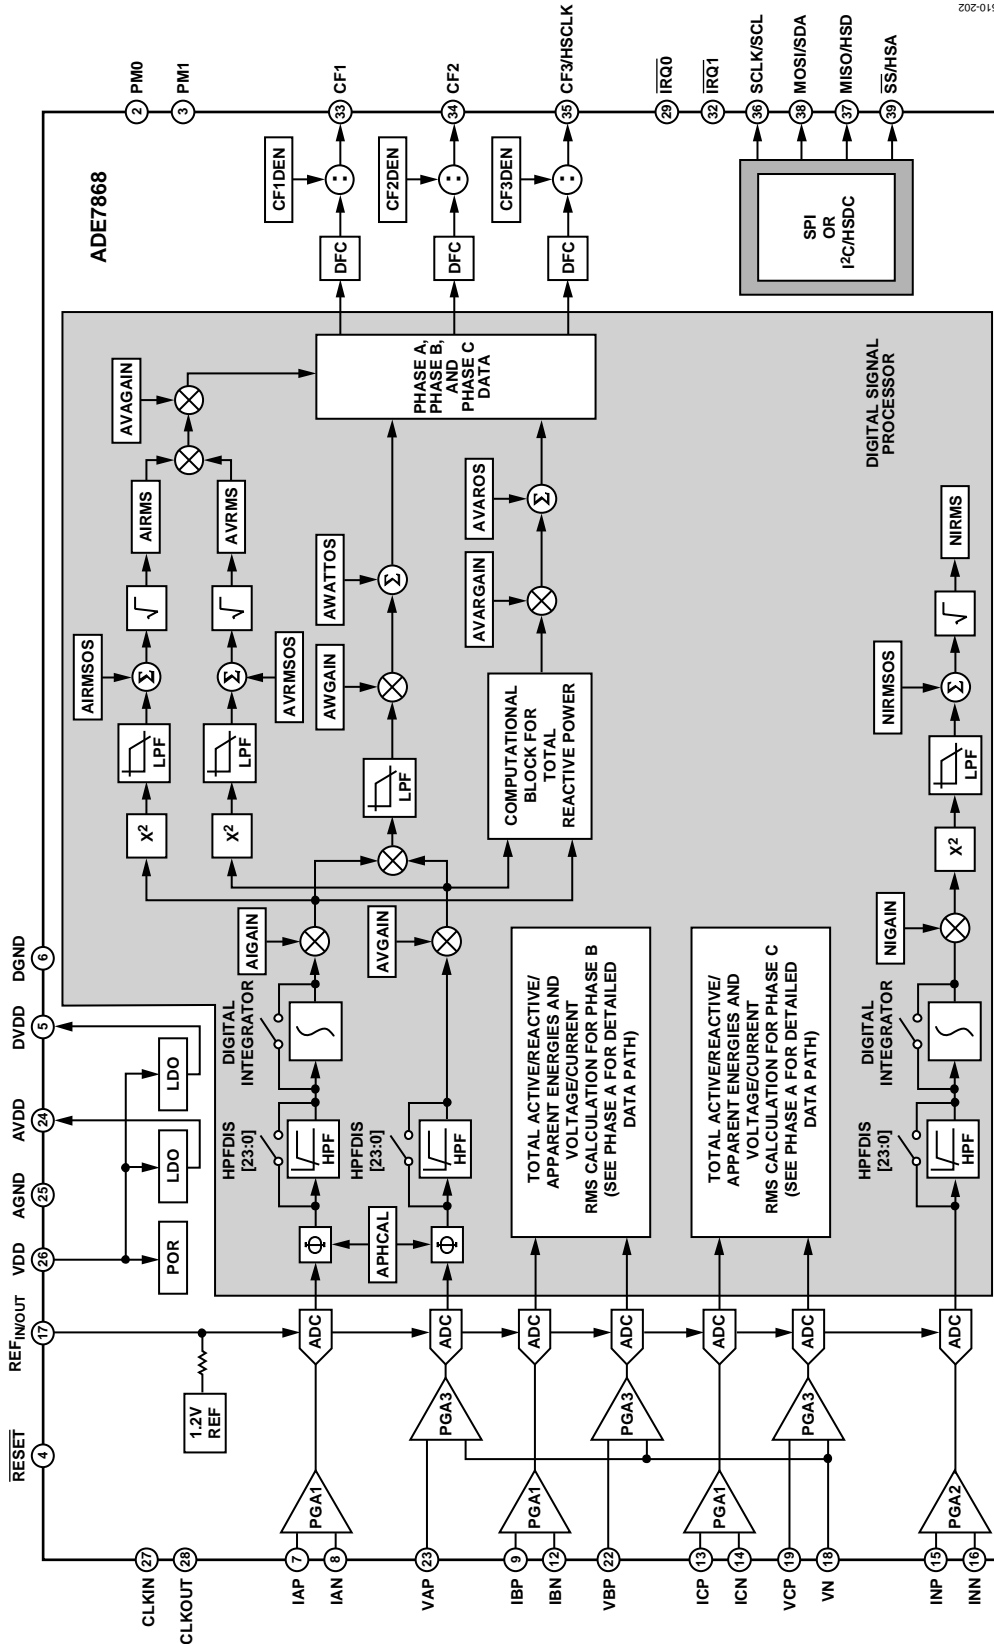 RESET
REFIN/OUT
VDD
AGND
AVDD
DVDD
DGND
4
17
26
25
24
5
6
CLKIN 27
CLKOUT 28
1.2V
REF
POR
LDO
LDO
ADE7868
2 PM0
3 PM1
IAP 7
IAN 8
PGA1
ADC
Φ
HPFDIS
[23:0]
HPF
DIGITAL
INTEGRATOR
AIGAIN
X²
LPF
AIRMSOS
Σ
√
AIRMS
AVAGAIN
APHCAL
VAP 23
PGA3
ADC
Φ
HPFDIS
[23:0]
HPF
AVGAIN
X²
LPF
AVRMSOS
Σ
√
AVRMS
LPF
AWGAIN
AWATTOS
Σ
COMPUTATIONAL
BLOCK FOR
TOTAL
REACTIVE POWER
AVARGAIN
AVAROS
Σ
PHASE A,
PHASE B,
AND
PHASE C
DATA
DFC
CF1DEN
:
33 CF1
DFC
CF2DEN
:
34 CF2
DFC
CF3DEN
:
35 CF3/HSCLK
IBP 9
IBN 12
PGA1
ADC
VBP 22
PGA3
ADC
TOTAL ACTIVE/REACTIVE/
APPARENT ENERGIES AND
VOLTAGE/CURRENT
RMS CALCULATION FOR PHASE B
(SEE PHASE A FOR DETAILED
DATA PATH)
ICP 13
ICN 14
PGA1
ADC
VCP 19
VN 18
PGA3
ADC
TOTAL ACTIVE/REACTIVE/
APPARENT ENERGIES AND
VOLTAGE/CURRENT
RMS CALCULATION FOR PHASE C
(SEE PHASE A FOR DETAILED
DATA PATH)
29 IRQ0
32 IRQ1
SPI
OR
I²C/HSDC
36 SCLK/SCL
38 MOSI/SDA
37 MISO/HSD
39 SS/HSA
DIGITAL SIGNAL
PROCESSOR
INP 15
INN 16
PGA2
ADC
HPFDIS
[23:0]
HPF
DIGITAL
INTEGRATOR
NIGAIN
X²
LPF
NIRMSOS
Σ
√
NIRMS